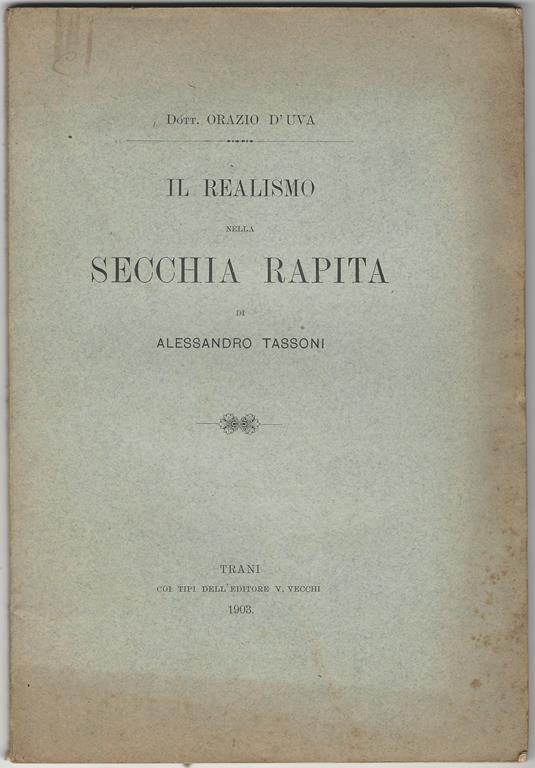 Dott. ORAZIO D'UVA
IL REALISMO
NELLA
SECCHIA RAPITA
DI
ALESSANDRO TASSONI
TRANI
COI TIPI DELL'EDITORE V. VECCHI
1903.